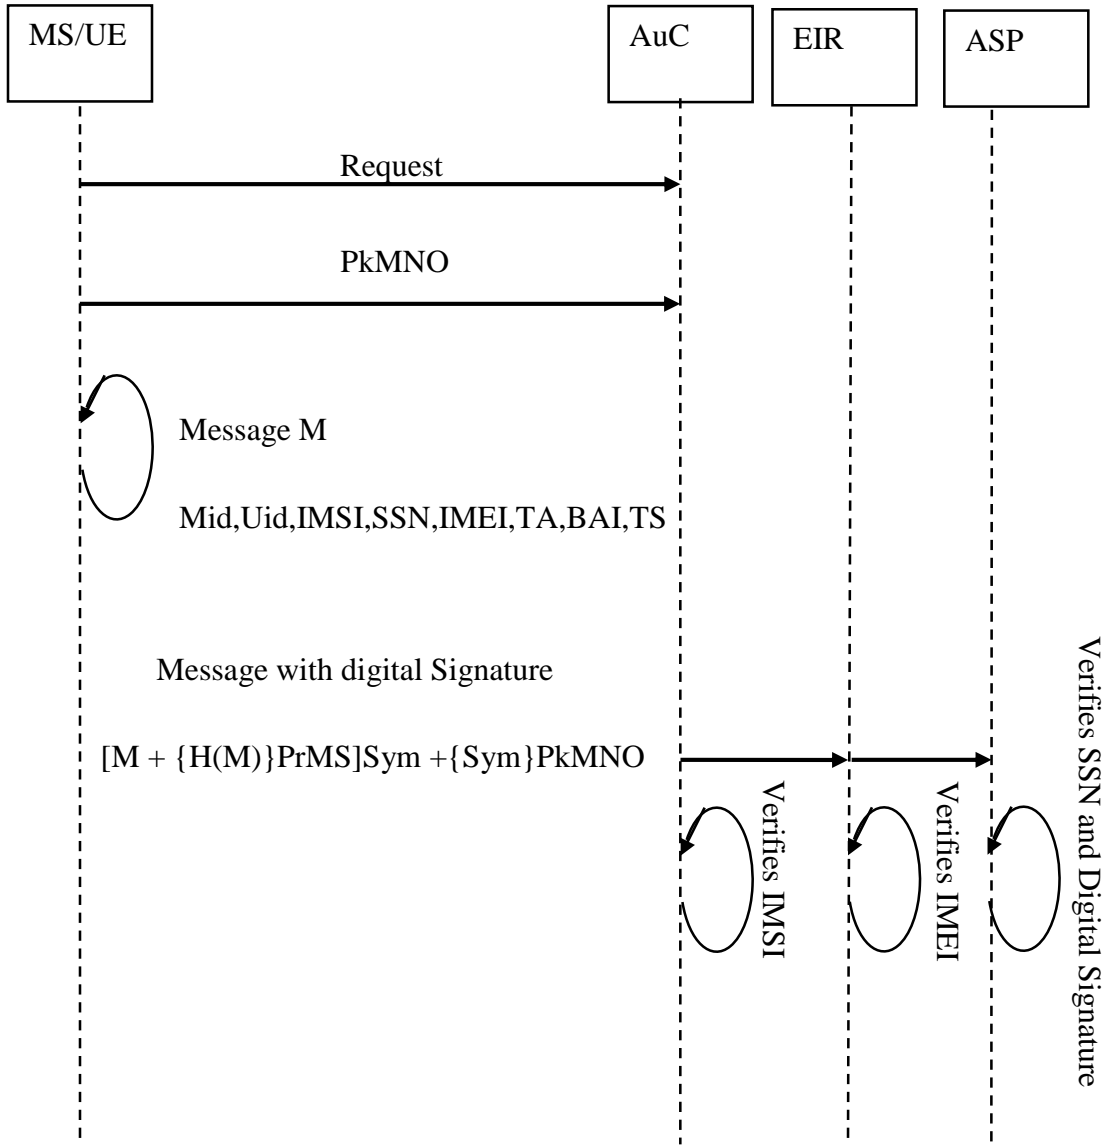 MS/UE
AuC
EIR
ASP
Request
PkMNO
Message M
Mid,Uid,IMSI,SSN,IMEI,TA,BAI,TS
Message with digital Signature
[M + {H(M)}PrMS]Sym +{Sym}PkMNO
Verifies IMSI
Verifies IMEI
Verifies SSN and Digital Signature